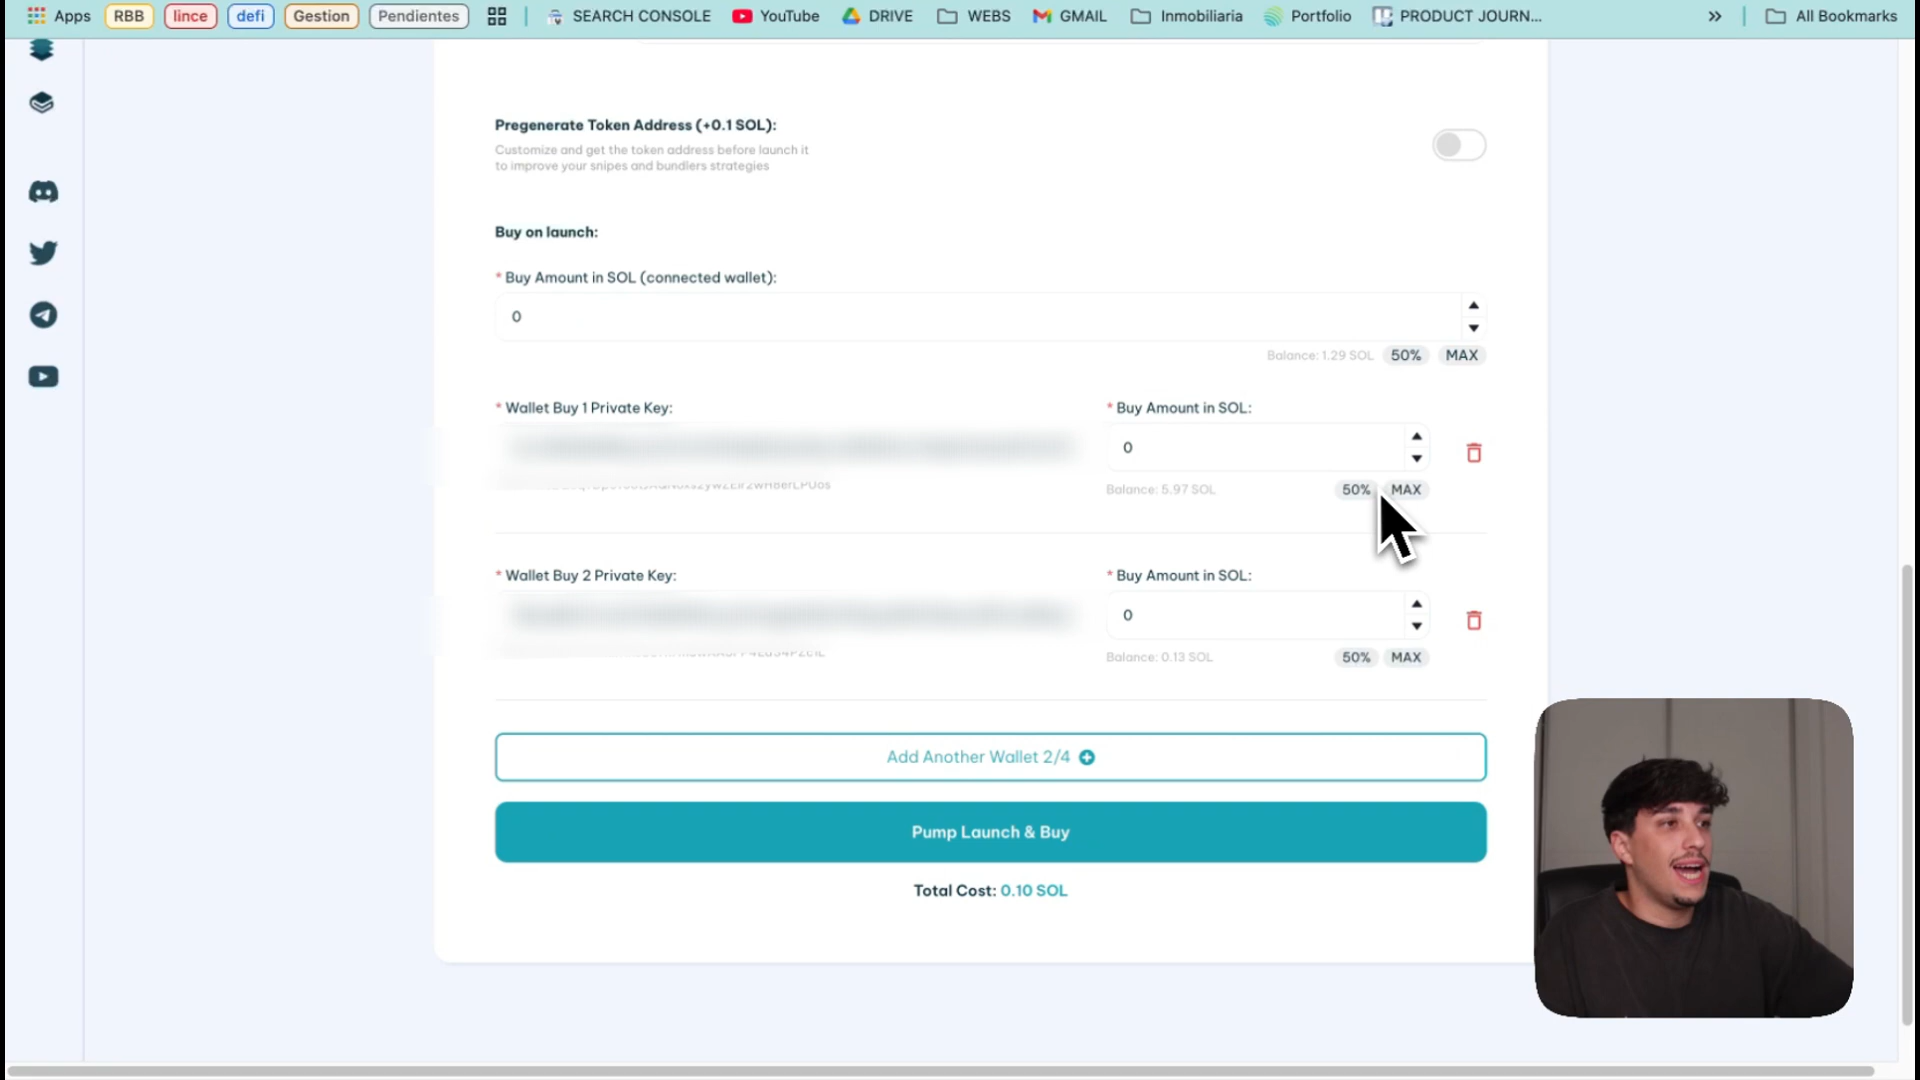 Apps
RBB
lince
defi
Gestion
Pendientes
SEARCH CONSOLE
YouTube
DRIVE
WEBS
GMAIL
Inmobiliaria
Portfolio
PRODUCT JOURN...
All Bookmarks
Pregenerate Token Address (+0.1 SOL):
Customize and get the token address before launch it
to improve your snipes and bundlers strategies
Buy on launch:
* Buy Amount in SOL (connected wallet):
0
Balance: 1.29 SOL 50% MAX
* Wallet Buy 1 Private Key:
* Buy Amount in SOL:
0
Balance: 5.97 SOL 50% MAX
* Wallet Buy 2 Private Key:
* Buy Amount in SOL:
0
Balance: 0.13 SOL 50% MAX
Add Another Wallet 2/4
Pump Launch & Buy
Total Cost: 0.10 SOL